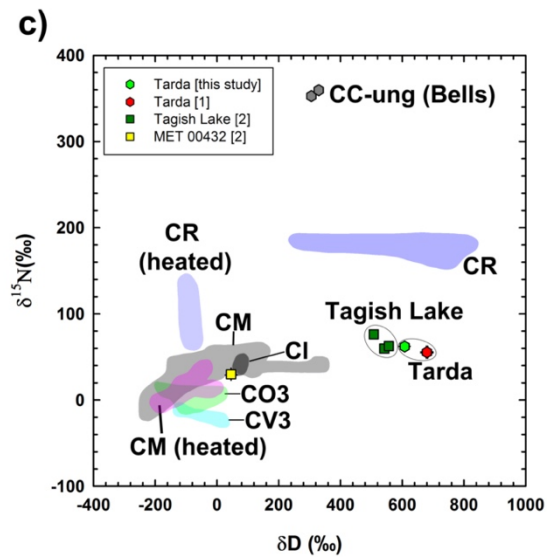 c)
400
300
200
100
0
-100
δ¹⁵N(‰)
Tarda [this study]
Tarda [1]
Tagish Lake [2]
MET 00432 [2]
CC-ung (Bells)
CR
(heated)
CR
CM
Tagish Lake
CI
Tarda
CO3
CV3
CM (heated)
-400 -200 0 200 400 600 800 1000
δD (‰)